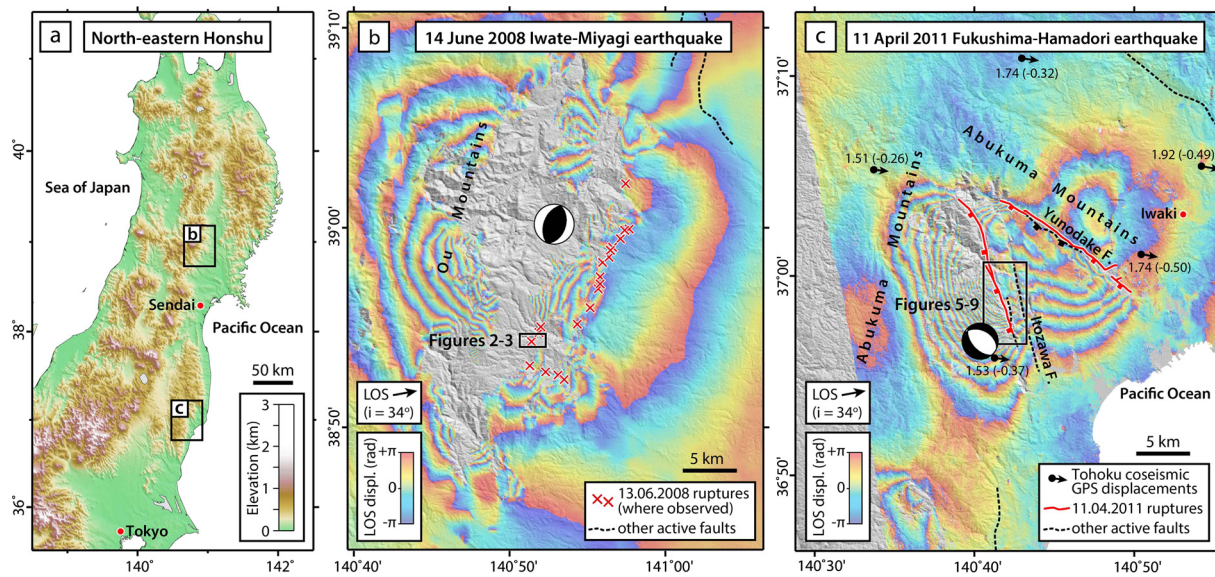 a
North-eastern Honshu
40˚
38˚
36˚
140˚
142˚
Sea of Japan
b
Sendai
Pacific Ocean
50 km
c
Elevation (km)
3
2
1
0
Tokyo
b
14 June 2008 Iwate-Miyagi earthquake
39˚10'
39˚00'
38˚50'
140˚40'
140˚50'
141˚00'
Ou Mountains
Figures 2-3
LOS
(i = 34°)
LOS displ. (rad)
+π
0
-π
5 km
13.06.2008 ruptures
(where observed)
other active faults
c
11 April 2011 Fukushima-Hamadori earthquake
37˚10'
37˚00'
36˚50'
140˚30'
140˚40'
140˚50'
1.74 (-0.32)
1.51 (-0.26)
Abukuma Mountains
1.92 (-0.49)
Iwaki
Yunodake F.
1.74 (-0.50)
Abukuma Mountains
Figures 5-9
Itozawa F.
1.53 (-0.37)
Pacific Ocean
LOS
(i = 34°)
LOS displ. (rad)
+π
0
-π
5 km
Tohoku coseismic
GPS displacements
11.04.2011 ruptures
other active faults